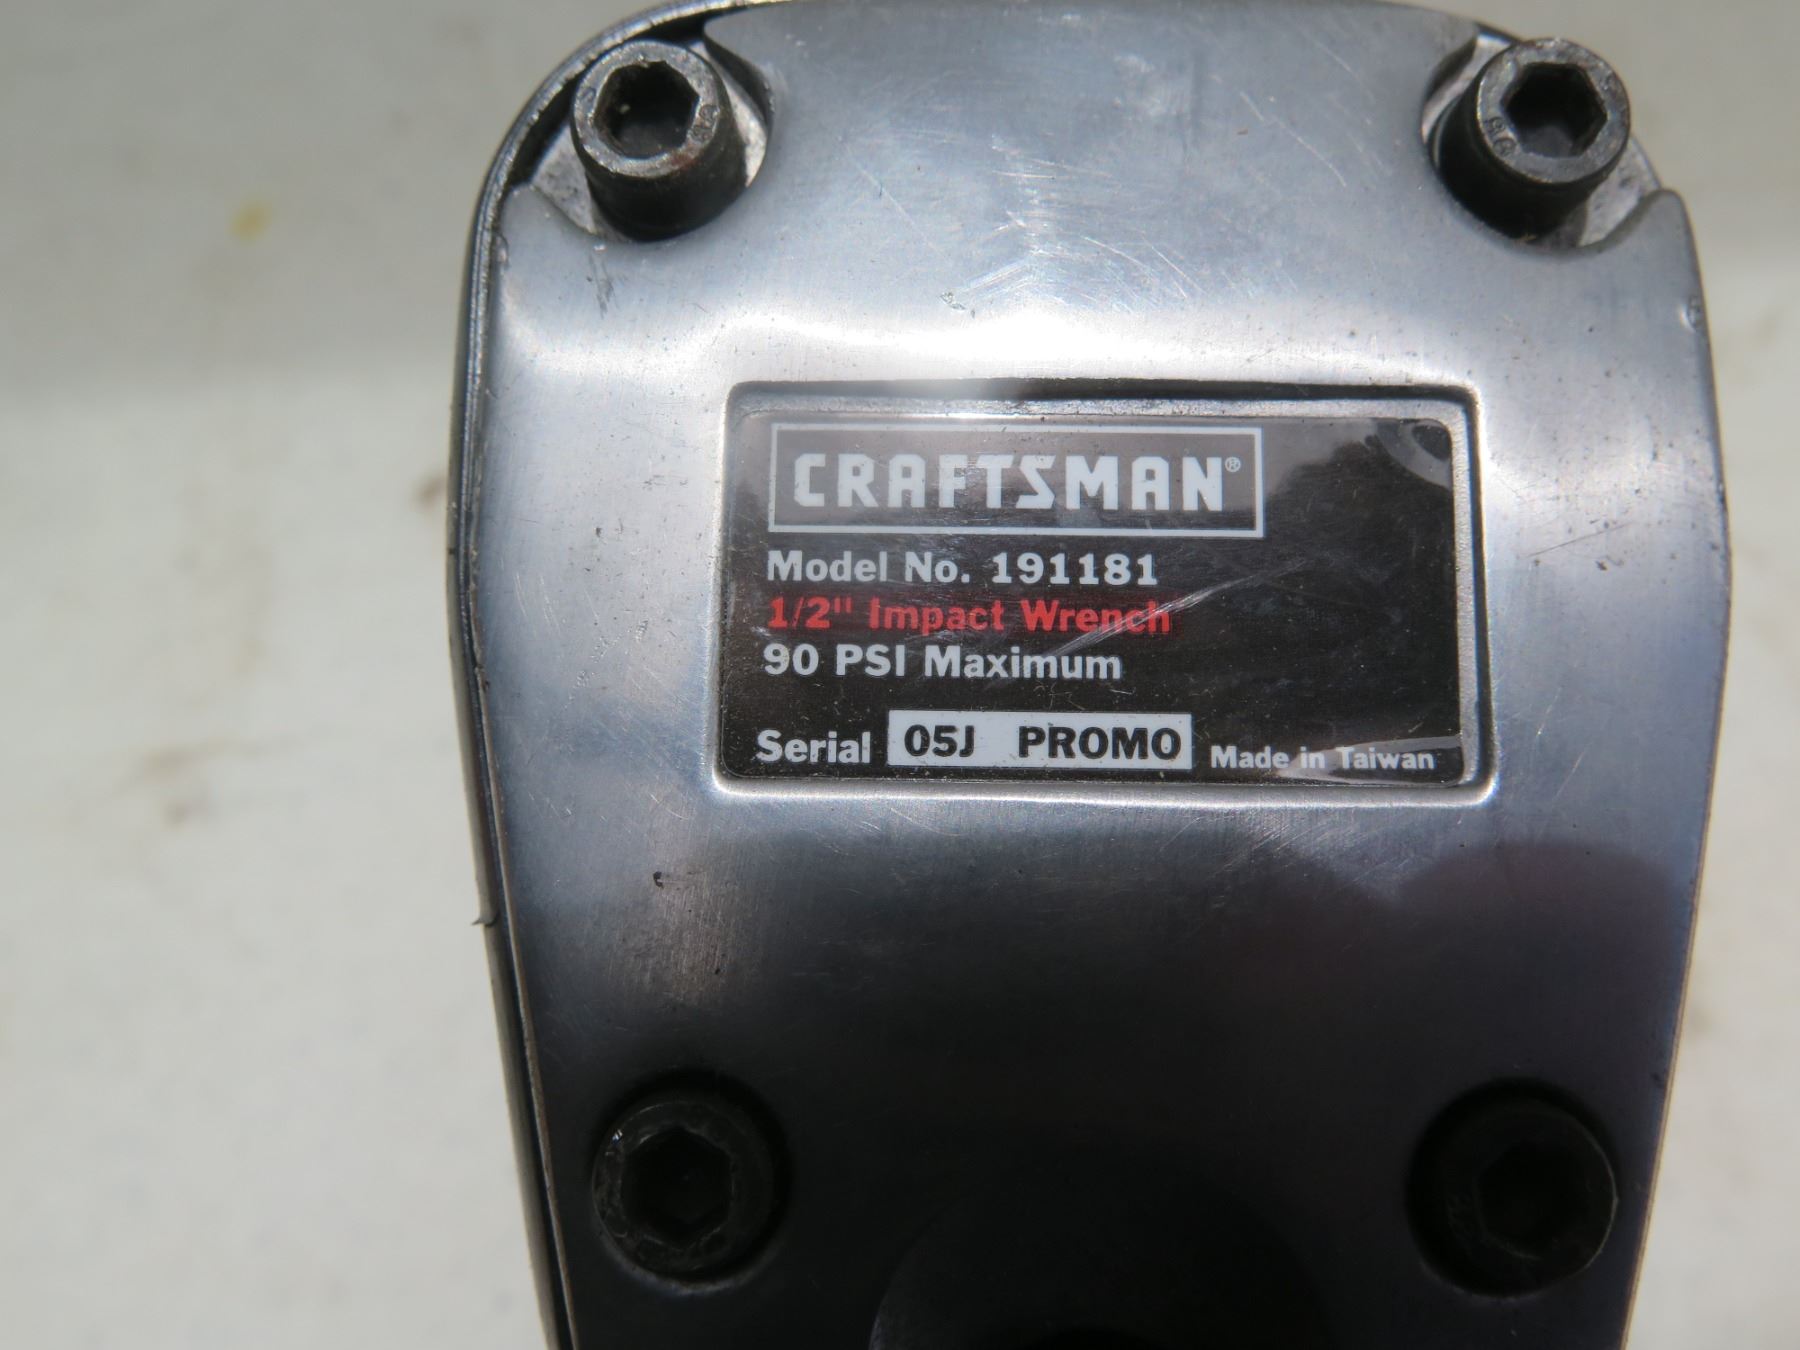 CRAFTSMAN®
Model No. 191181
1/2" Impact Wrench
90 PSI Maximum
Serial 05J PROMO Made in Taiwan